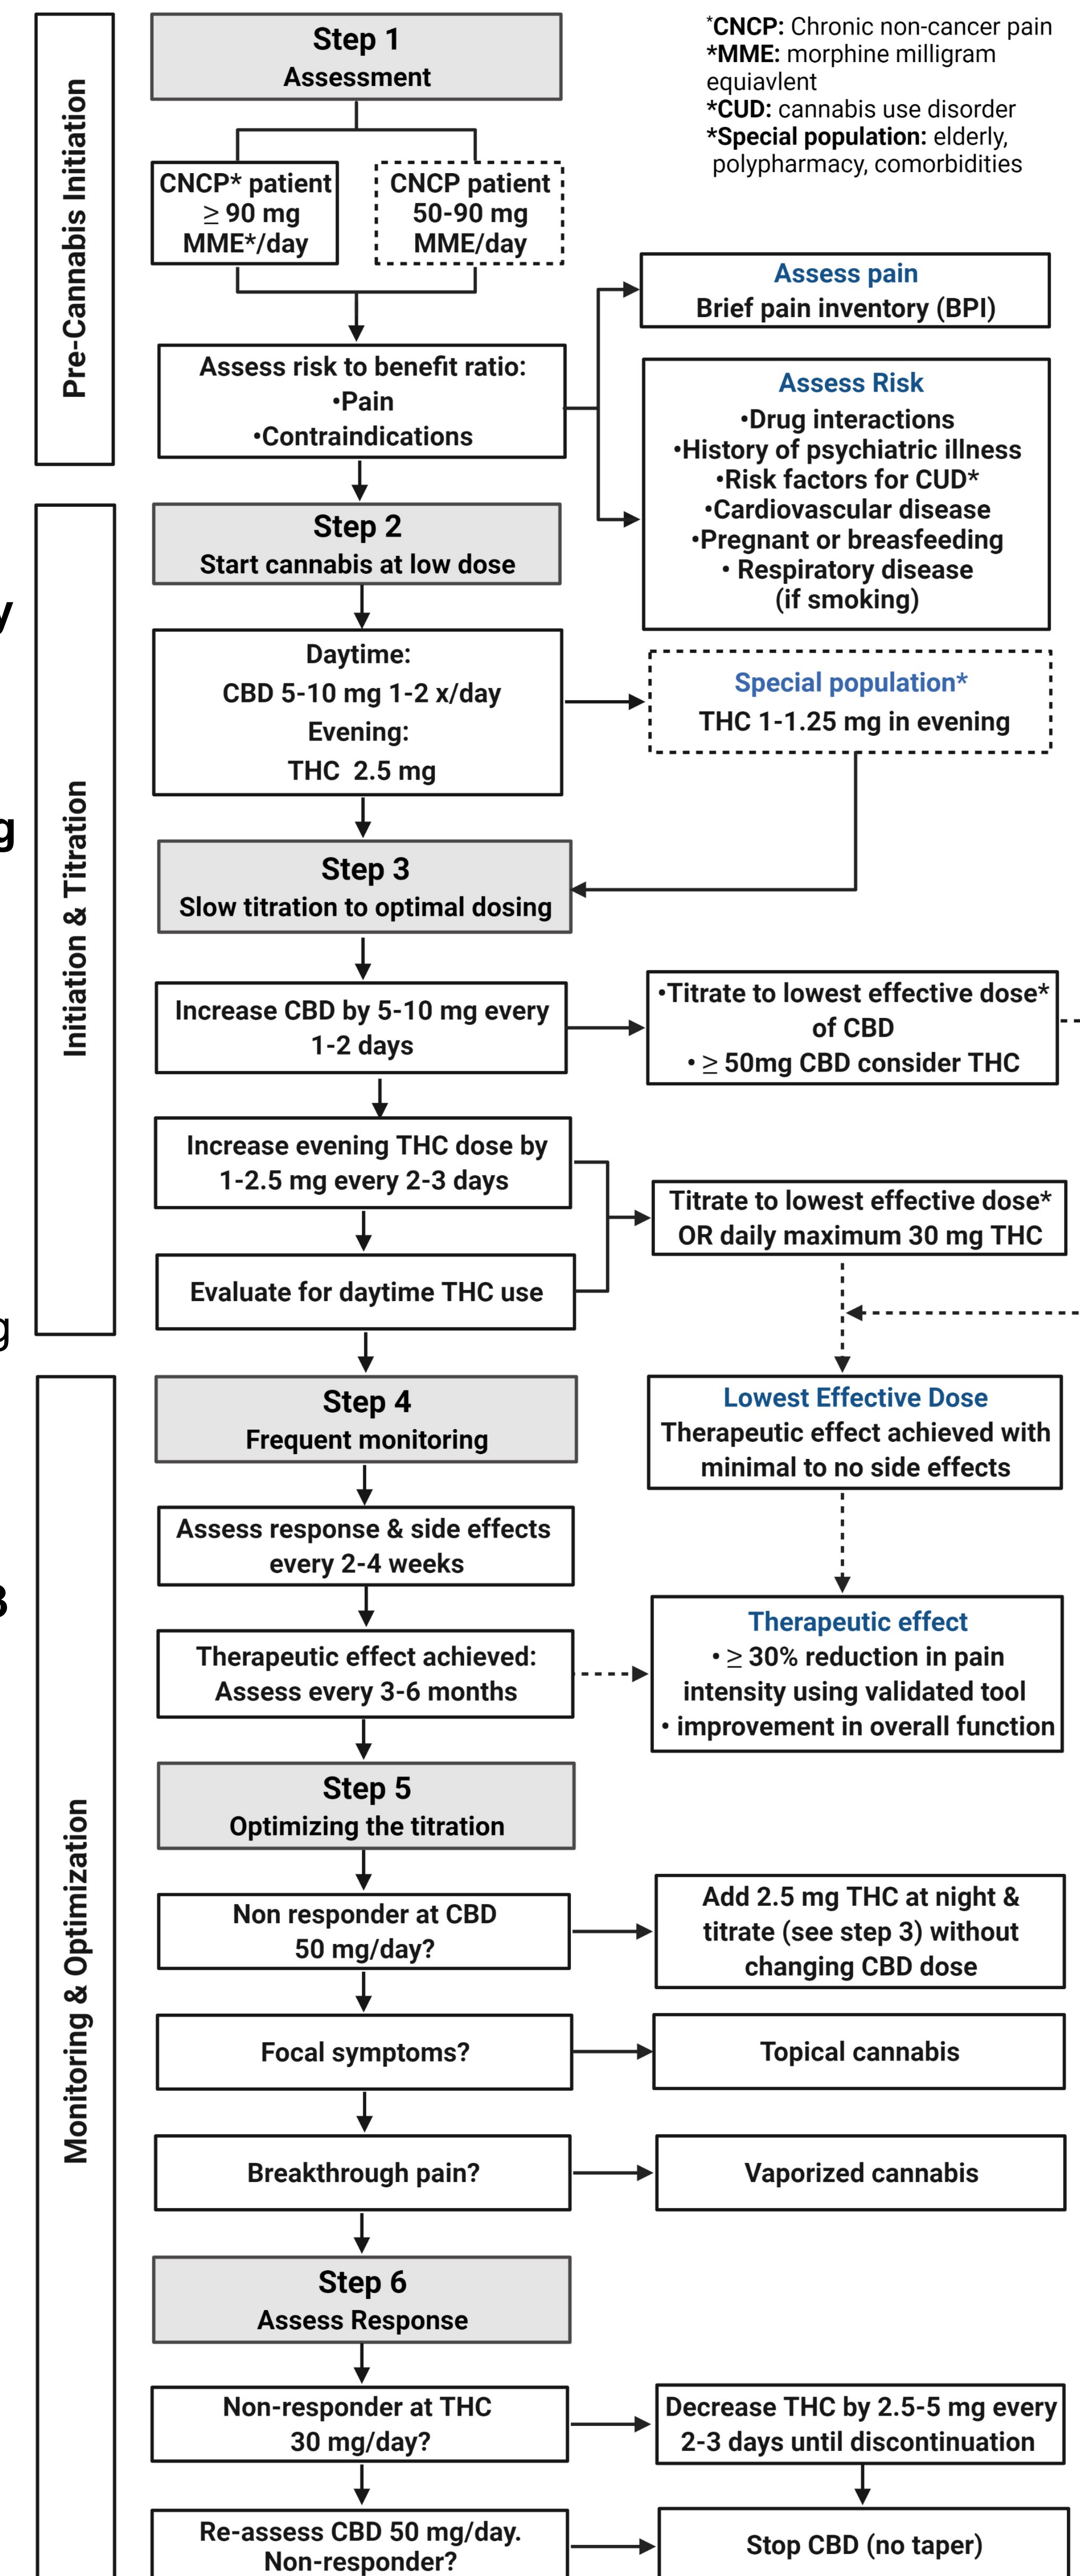 *CNCP: Chronic non-cancer pain
*MME: morphine milligram
equiavlent
*CUD: cannabis use disorder
*Special population: elderly,
polypharmacy, comorbidities
Pre-Cannabis Initiation
Step 1
Assessment
CNCP* patient
≥ 90 mg
MME*/day
CNCP patient
50-90 mg
MME/day
Assess risk to benefit ratio:
•Pain
•Contraindications
Assess pain
Brief pain inventory (BPI)
Assess Risk
•Drug interactions
•History of psychiatric illness
•Risk factors for CUD*
•Cardiovascular disease
•Pregnant or breasfeeding
• Respiratory disease
(if smoking)
Initiation & Titration
Step 2
Start cannabis at low dose
y
Daytime:
CBD 5-10 mg 1-2 x/day
Evening:
THC 2.5 mg
Special population*
THC 1-1.25 mg in evening
g
Step 3
Slow titration to optimal dosing
Increase CBD by 5-10 mg every
1-2 days
•Titrate to lowest effective dose*
of CBD
• ≥ 50mg CBD consider THC
Increase evening THC dose by
1-2.5 mg every 2-3 days
Evaluate for daytime THC use
Titrate to lowest effective dose*
OR daily maximum 30 mg THC
g
Monitoring & Optimization
Step 4
Frequent monitoring
Lowest Effective Dose
Therapeutic effect achieved with
minimal to no side effects
Assess response & side effects
every 2-4 weeks
3
Therapeutic effect achieved:
Assess every 3-6 months
Therapeutic effect
• ≥ 30% reduction in pain
intensity using validated tool
• improvement in overall function
Step 5
Optimizing the titration
Non responder at CBD
50 mg/day?
Add 2.5 mg THC at night &
titrate (see step 3) without
changing CBD dose
Focal symptoms?
Topical cannabis
Breakthrough pain?
Vaporized cannabis
Step 6
Assess Response
Non-responder at THC
30 mg/day?
Decrease THC by 2.5-5 mg every
2-3 days until discontinuation
Re-assess CBD 50 mg/day.
Non-responder?
Stop CBD (no taper)